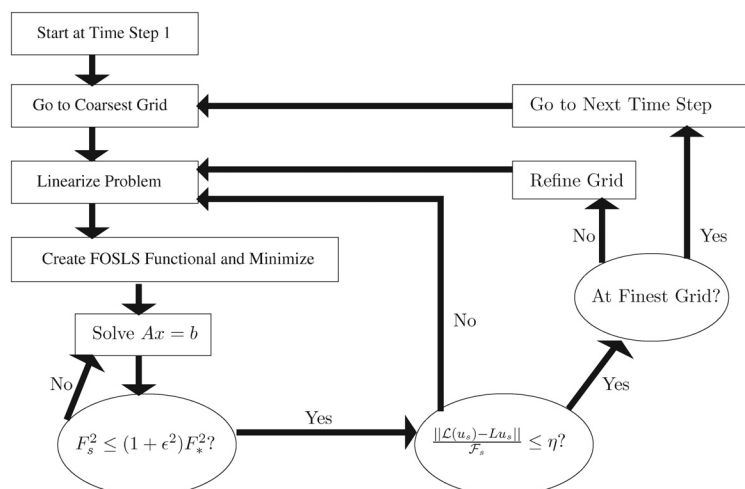 Start at Time Step 1
Go to Coarsest Grid
Go to Next Time Step
Linearize Problem
Refine Grid
No
Yes
Create FOSLS Functional and Minimize
At Finest Grid?
Solve Ax = b
No
No
Yes
Yes
F_s^2 ≤ (1 + ϵ^2)F_*^2?
||𝓛(u_s)−Lu_s|| / 𝓕_s ≤ η?